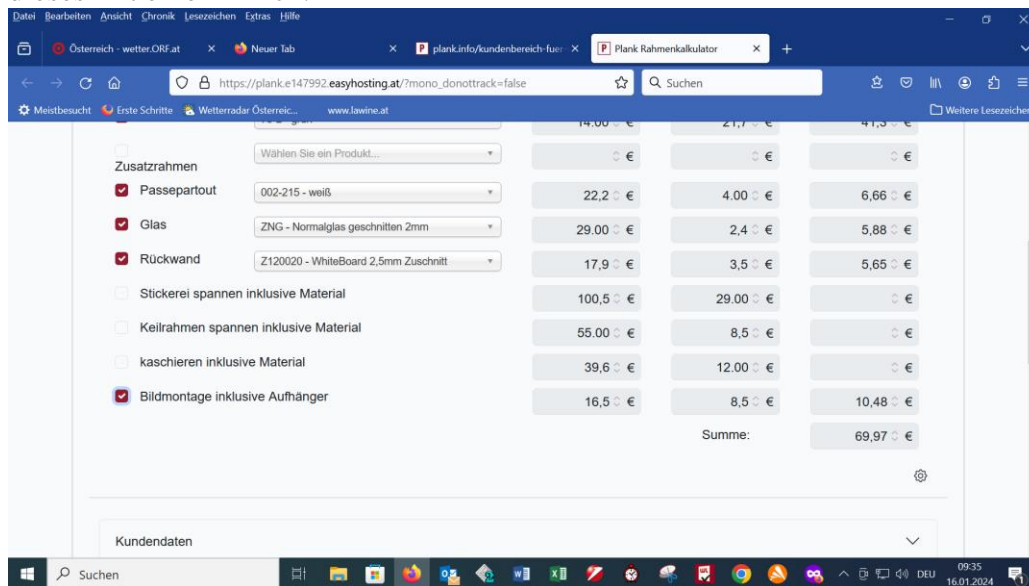 Datei Bearbeiten Ansicht Chronik Lesezeichen Extras Hilfe
Österreich - wetter.ORF.at × Neuer Tab × plank.info/kundenbereich-fuer- × Plank Rahmenkalkulator × +
https://plank.e147992.easyhosting.at/?mono_donottrack=false Suchen
Meistbesucht Erste Schritte Wetterradar Österreic... www.lawine.at Weitere Lesezeichen
14.00 € 21,7 € 41,3 €
Zusatzrahmen Wählen Sie ein Produkt... € € €
Passepartout 002-215 - weiß 22,2 € 4.00 € 6,66 €
Glas ZNG - Normalglas geschnitten 2mm 29.00 € 2,4 € 5,88 €
Rückwand Z120020 - WhiteBoard 2,5mm Zuschnitt 17,9 € 3,5 € 5,65 €
Stickerei spannen inklusive Material 100,5 € 29.00 € €
Keilrahmen spannen inklusive Material 55.00 € 8,5 € €
kaschieren inklusive Material 39,6 € 12.00 € €
Bildmontage inklusive Aufhänger 16,5 € 8,5 € 10,48 €
Summe: 69,97 €
Kundendaten
Suchen DEU 09:35
16.01.2024